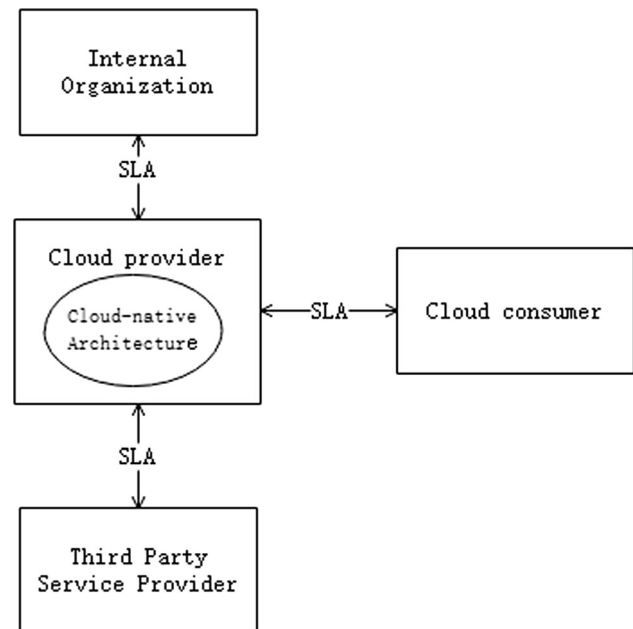 Internal
Organization
SLA
Cloud provider
Cloud-native
Architecture
SLA
Cloud consumer
SLA
Third Party
Service Provider